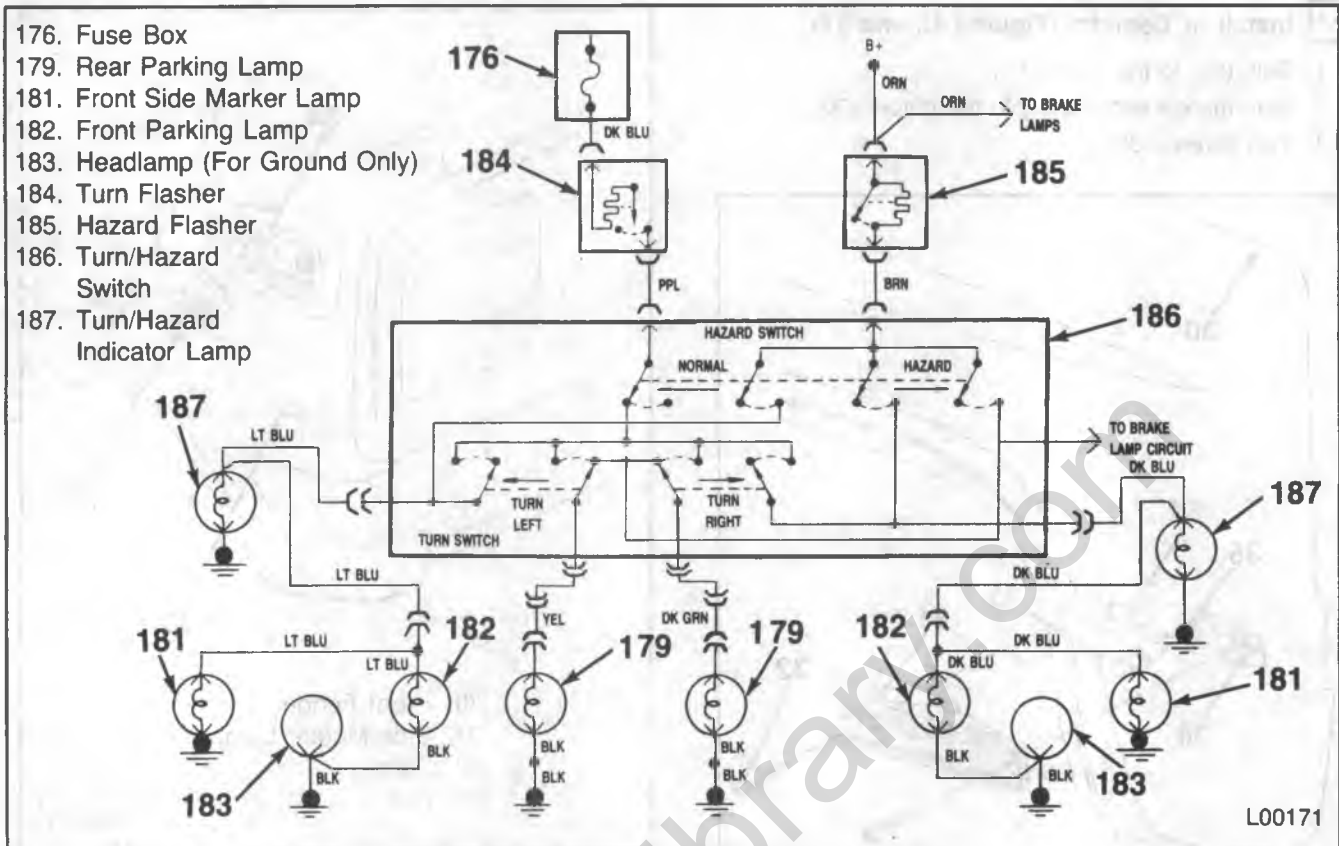 176. Fuse Box
179. Rear Parking Lamp
181. Front Side Marker Lamp
182. Front Parking Lamp
183. Headlamp (For Ground Only)
184. Turn Flasher
185. Hazard Flasher
186. Turn/Hazard
Switch
187. Turn/Hazard
Indicator Lamp
176
DK BLU
184
PPL
B+
ORN
ORN
TO BRAKE
LAMPS
185
BRN
186
HAZARD SWITCH
NORMAL
HAZARD
187
LT BLU
TO BRAKE
LAMP CIRCUIT
DK BLU
187
TURN
LEFT
TURN
RIGHT
TURN SWITCH
LT BLU
DK BLU
181
LT BLU
182
LT BLU
YEL
179
DK GRN
179
182
DK BLU
DK BLU
181
183
BLK
BLK
BLK
BLK
BLK
BLK
BLK
BLK
183
L00171
library.com